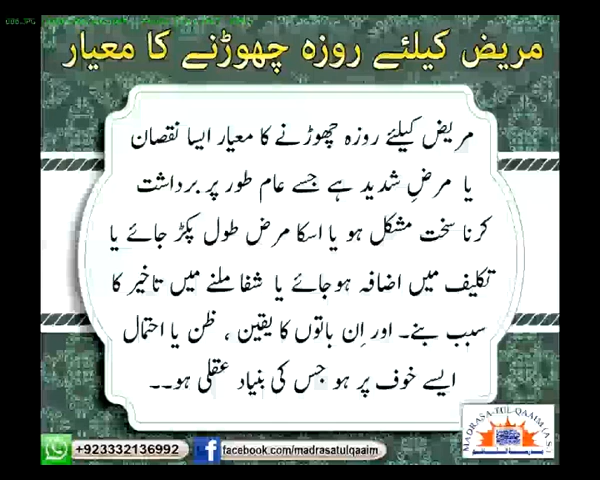 مریض کیلئے روزہ چھوڑنے کا معیار
مریض کیلئے روزہ چھوڑنے کا معیار ایسا نقصان
یا مرضِ شدید ہے جسے عام طور پر برداشت
کرنا سخت مشکل ہو یا اسکا مرض طول پکڑ جائے یا
تکلیف میں اضافہ ہو جائے یا شفا ملنے میں تاخیر کا
سبب بنے۔ اور اِن باتوں کا یقین ، ظن یا احتمال
ایسے خوف پر ہو جس کی بنیاد عقلی ہو۔۔
MADRASA-TUL-QAAIM(A.S)
+923332136992
facebook.com/madrasatulqaaim